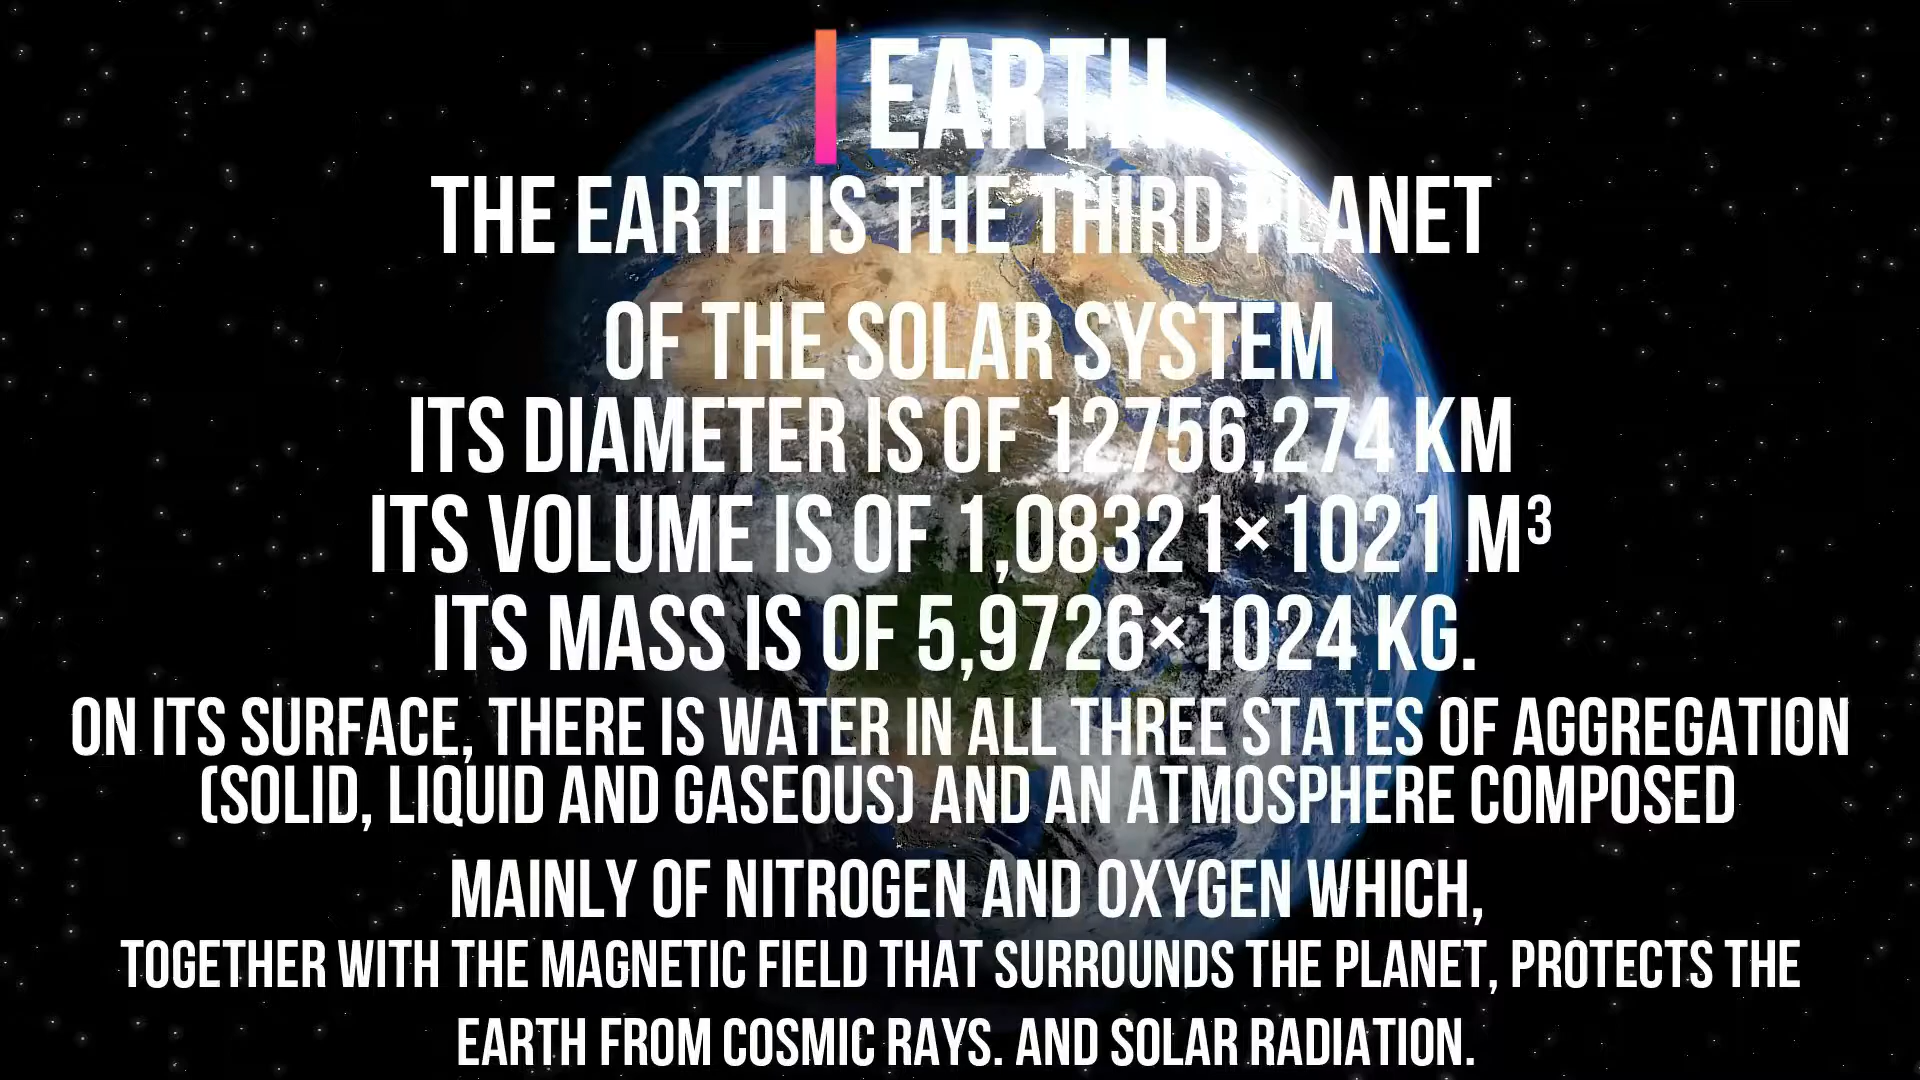 EARTH
THE EARTH IS THE THIRD PLANET
OF THE SOLAR SYSTEM
ITS DIAMETER IS OF 12756,274 KM
ITS VOLUME IS OF 1,08321×1021 M³
ITS MASS IS OF 5,9726×1024 KG.
ON ITS SURFACE, THERE IS WATER IN ALL THREE STATES OF AGGREGATION
(SOLID, LIQUID AND GASEOUS) AND AN ATMOSPHERE COMPOSED
MAINLY OF NITROGEN AND OXYGEN WHICH,
TOGETHER WITH THE MAGNETIC FIELD THAT SURROUNDS THE PLANET, PROTECTS THE
EARTH FROM COSMIC RAYS. AND SOLAR RADIATION.